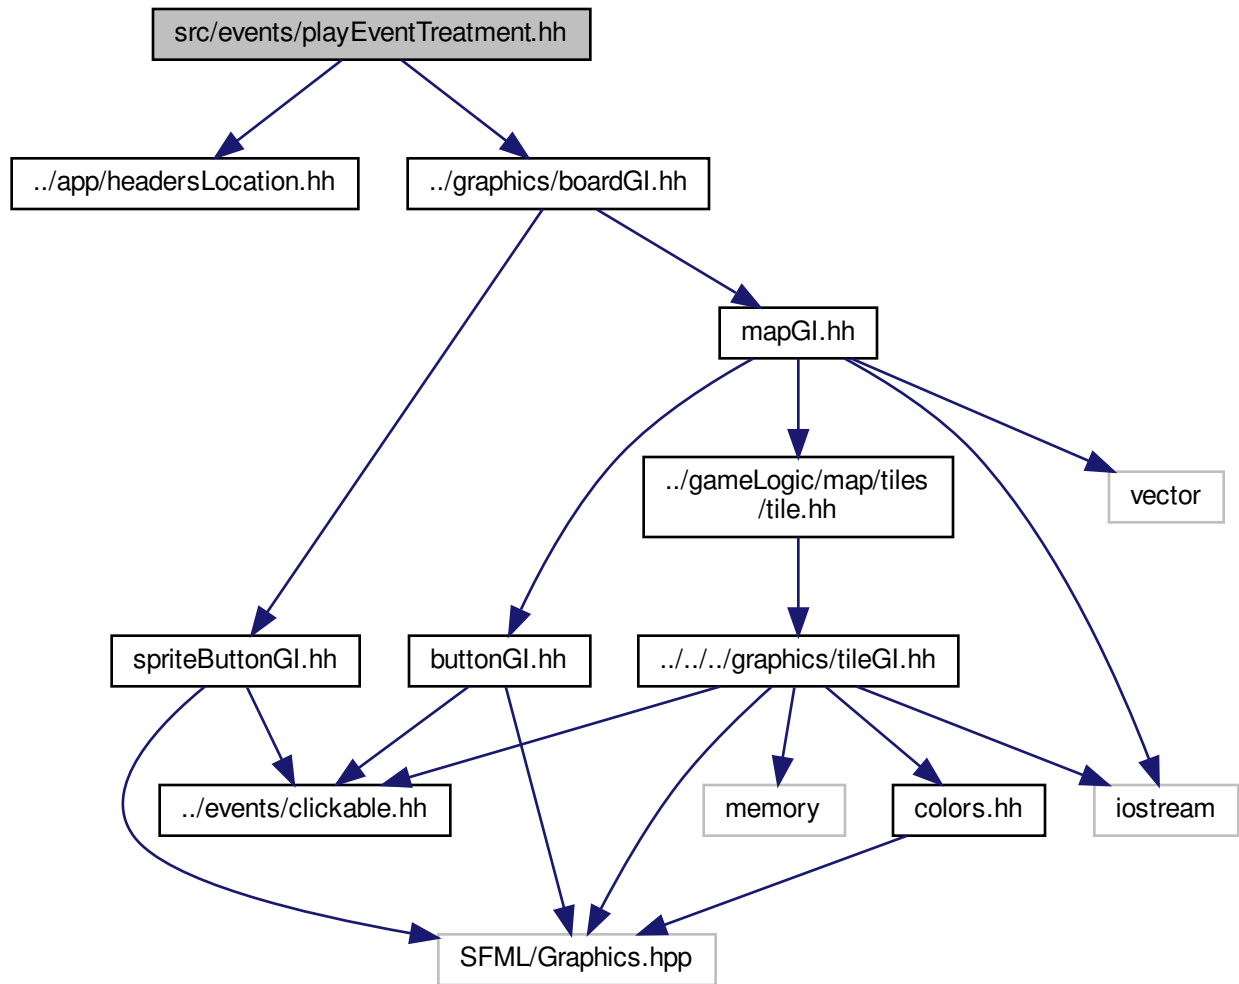 src/events/playEventTreatment.hh
../app/headersLocation.hh
../graphics/boardGI.hh
mapGI.hh
../gameLogic/map/tiles
/tile.hh
vector
spriteButtonGI.hh
buttonGI.hh
../../../graphics/tileGI.hh
../events/clickable.hh
memory
colors.hh
iostream
SFML/Graphics.hpp